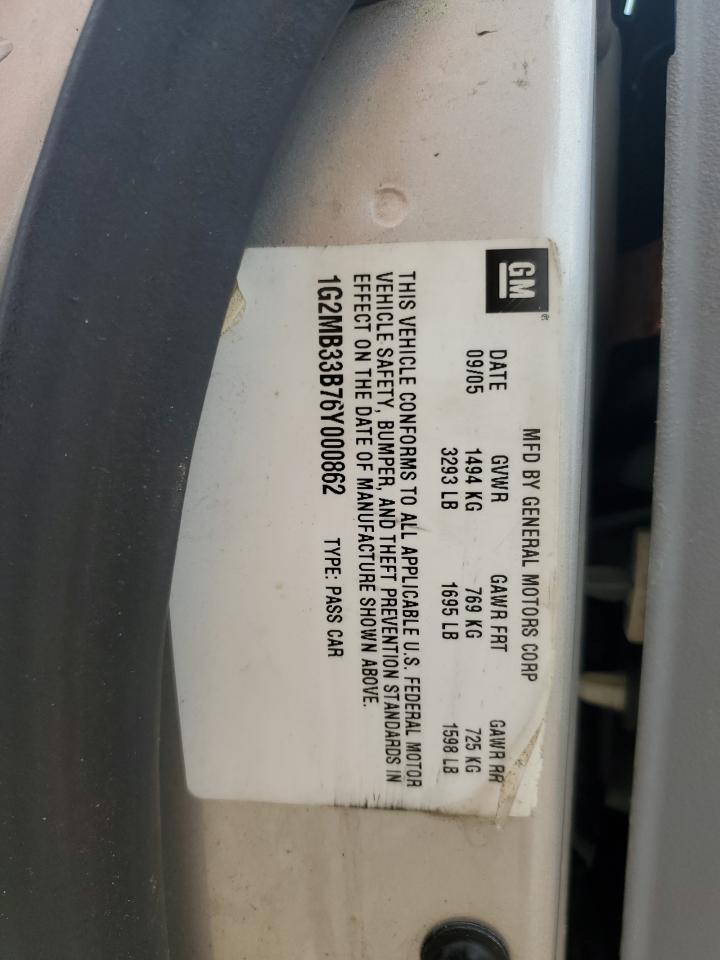 GM
MFD BY GENERAL MOTORS CORP
DATE GVWR GAWR FRT GAWR RR
09/05 1494 KG 769 KG 725 KG
3293 LB 1695 LB 1598 LB
THIS VEHICLE CONFORMS TO ALL APPLICABLE U.S. FEDERAL MOTOR
VEHICLE SAFETY, BUMPER, AND THEFT PREVENTION STANDARDS IN
EFFECT ON THE DATE OF MANUFACTURE SHOWN ABOVE.
1G2MB33B76Y000862 TYPE: PASS CAR